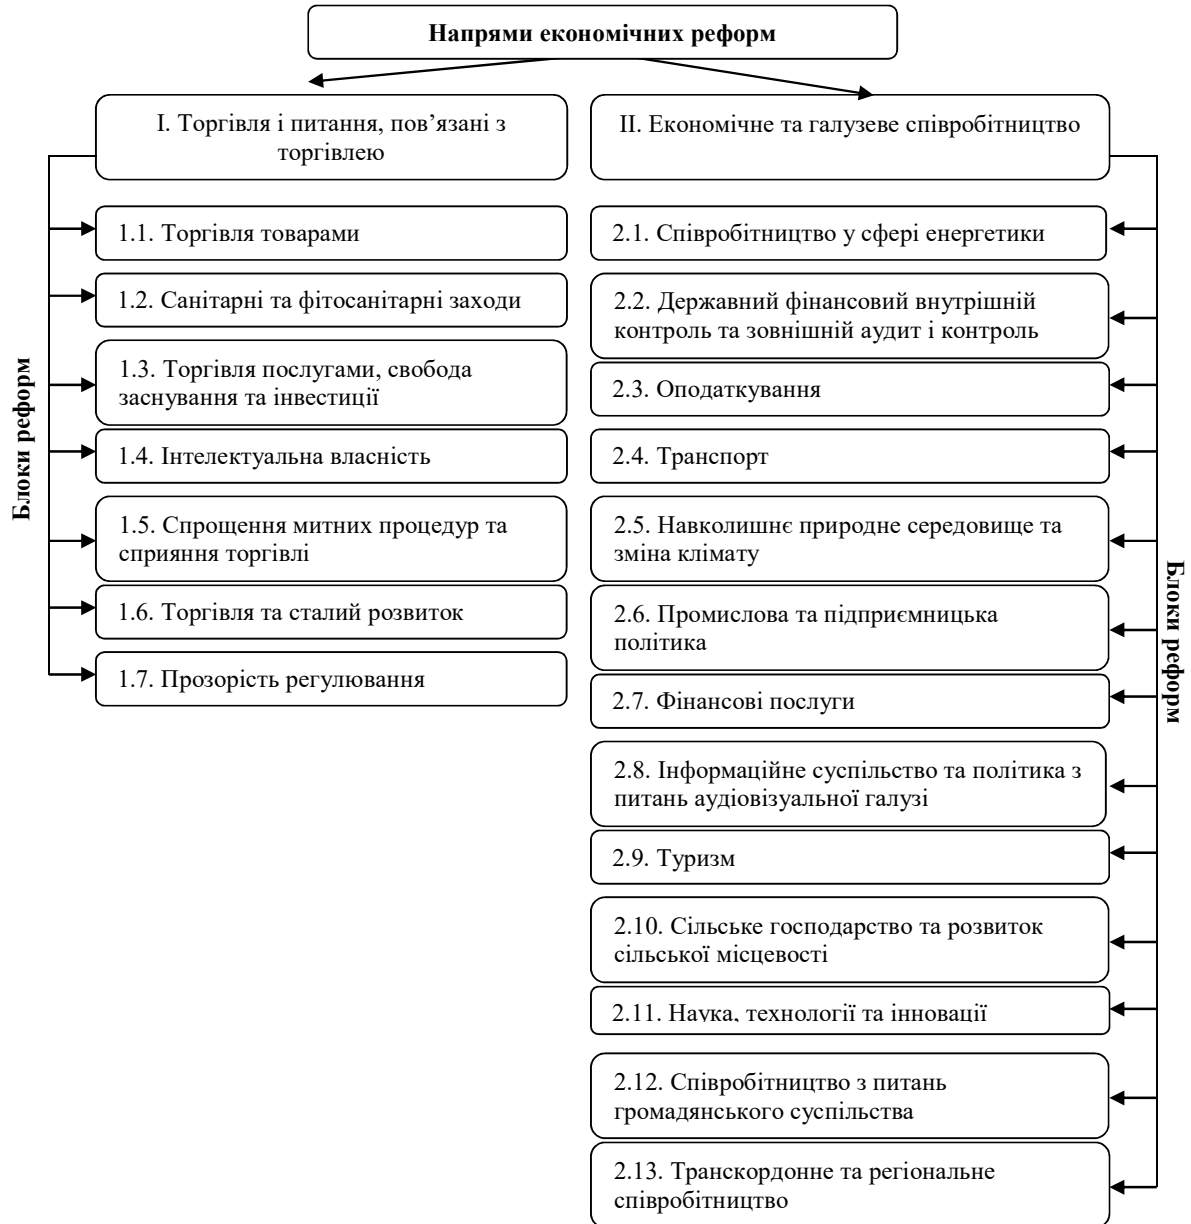 Напрями економічних реформ
І. Торгівля і питання, пов’язані з
торгівлею
Блоки реформ
1.1. Торгівля товарами
1.2. Санітарні та фітосанітарні заходи
1.3. Торгівля послугами, свобода
заснування та інвестиції
1.4. Інтелектуальна власність
1.5. Спрощення митних процедур та
сприяння торгівлі
1.6. Торгівля та сталий розвиток
1.7. Прозорість регулювання
ІІ. Економічне та галузеве співробітництво
Блоки реформ
2.1. Співробітництво у сфері енергетики
2.2. Державний фінансовий внутрішній
контроль та зовнішній аудит і контроль
2.3. Оподаткування
2.4. Транспорт
2.5. Навколишнє природне середовище та
зміна клімату
2.6. Промислова та підприємницька
політика
2.7. Фінансові послуги
2.8. Інформаційне суспільство та політика з
питань аудіовізуальної галузі
2.9. Туризм
2.10. Сільське господарство та розвиток
сільської місцевості
2.11. Наука, технології та інновації
2.12. Співробітництво з питань
громадянського суспільства
2.13. Транскордонне та регіональне
співробітництво